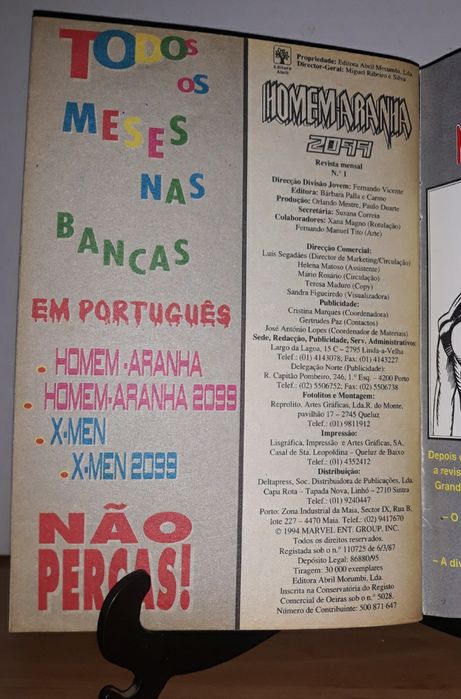 TODOS
OS
MESES
NAS
BANCAS
EM PORTUGUÊS
. HOMEM-ARANHA
. HOMEM-ARANHA 2099
. X-MEN
. X-MEN 2099
NÃO
PERCAS!
Editora
Abril
Propriedade: Editora Abril Morumbi, Lda.
Director-Geral: Miguel Ribeiro e Silva
HOMEM-ARANHA
2099
Revista mensal
N.º 1
Direcção Divisão Jovem: Fernando Vicente
Editora: Bárbara Palla e Carmo
Produção: Orlando Mestre, Paulo Duarte
Secretária: Susana Correia
Colaboradores: Xana Magno (Rotulação)
Fernando Manuel Tito (Arte)
Direcção Comercial:
Luís Segadães (Director de Marketing/Circulação)
Helena Matoso (Assistente)
Mário Rosário (Circulação)
Teresa Maduro (Copy)
Sandra Figueiredo (Visualizadora)
Publicidade:
Cristina Marques (Coordenadora)
Gertrudes Paz (Contactos)
José António Lopes (Coordenador de Materiais)
Sede, Redacção, Publicidade, Serv. Administrativos:
Largo da Lagoa, 15 C – 2795 Linda-a-Velha
Telef.: (01) 4143078; Fax: (01) 4143227
Delegação Norte (Publicidade):
R. Capitão Pombeiro, 246, 1.º Esq. – 4200 Porto
Telef.: (02) 5506752; Fax: (02) 5506738
Fotolitos e Montagem:
Reprolito, Artes Gráficas, Lda.R. do Monte,
pavilhão 17 – 2745 Queluz
Telef.: (01) 9811912
Impressão:
Lisgráfica, Impressão e Artes Gráficas, SA.
Casal de Sta. Leopoldina – Queluz de Baixo
Telef.: (01) 4352412
Distribuição:
Deltapress, Soc. Distribuidora de Publicações, Lda.
Capa Rota – Tapada Nova, Linhó – 2710 Sintra
Telef.: (01) 9240447
Porto: Zona Industrial da Maia, Sector IX, Rua B,
lote 227 – 4470 Maia. Telef.: (02) 9417670
© 1994 MARVEL ENT. GROUP, INC.
Todos os direitos reservados.
Registada sob o n.º 110725 de 6/3/87
Depósito Legal: 86880/95
Tiragem: 30 000 exemplares
Editora Abril Morumbi, Lda.
Inscrita na Conservatória do Registo
Comercial de Oeiras sob o n.º 5028.
Número de Contribuinte: 500 871 647
Depois
a revis
Grand
– O
– A div